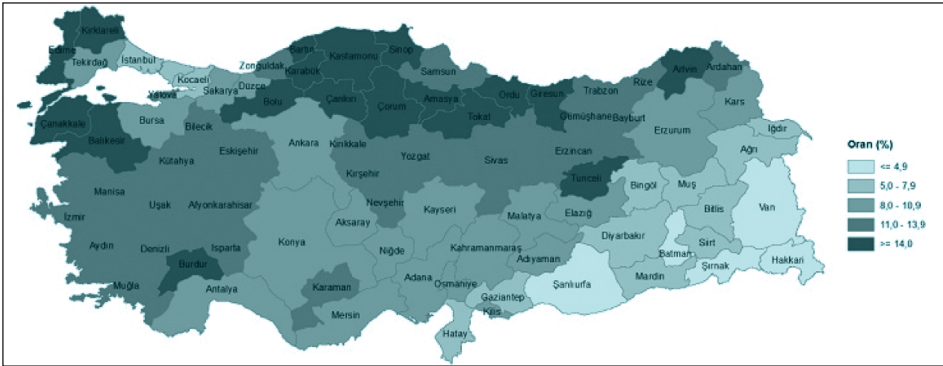 Kırklareli
Edirne
Tekirdağ
İstanbul
Kocaeli
Yalova
Sakarya
Düzce
Zonguldak
Bartın
Karabük
Kastamonu
Sinop
Samsun
Bolu
Çankırı
Çorum
Amasya
Tokat
Ordu
Giresun
Trabzon
Rize
Artvin
Ardahan
Kars
Gümüşhane
Bayburt
Erzurum
Iğdır
Ağrı
Çanakkale
Balıkesir
Bursa
Bilecik
Kütahya
Eskişehir
Ankara
Kırıkkale
Kırşehir
Yozgat
Sivas
Erzincan
Tunceli
Bingöl
Muş
Bitlis
Van
Manisa
Uşak
Afyonkarahisar
İzmir
Aydın
Denizli
Isparta
Burdur
Muğla
Antalya
Konya
Aksaray
Nevşehir
Niğde
Kayseri
Malatya
Elazığ
Diyarbakır
Batman
Siirt
Şırnak
Hakkari
Mardin
Şanlıurfa
Adıyaman
Kahramanmaraş
Adana
Osmaniye
Gaziantep
Kilis
Hatay
Karaman
Mersin
Oran (%)
<= 4,9
5,0 - 7,9
8,0 - 10,9
11,0 - 13,9
>= 14,0